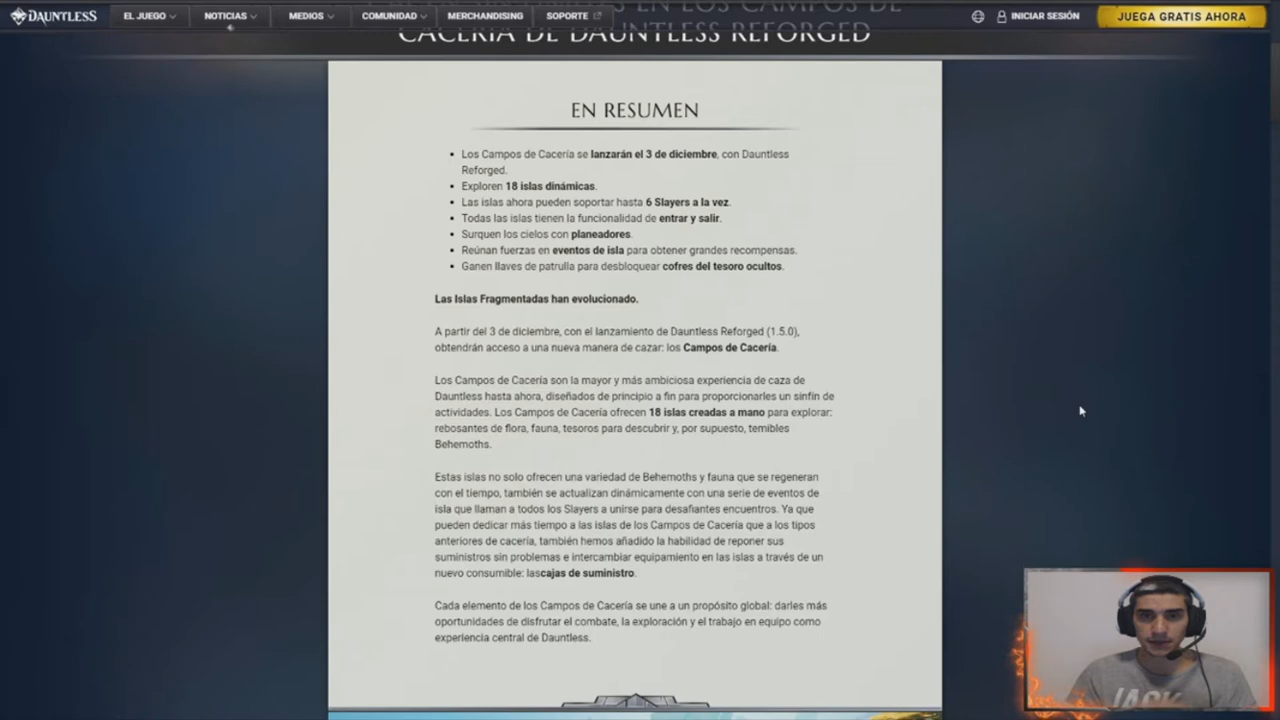 DAUNTLESS
EL JUEGO
NOTICIAS
MEDIOS
COMUNIDAD
MERCHANDISING
SOPORTE
INICIAR SESIÓN
JUEGA GRATIS AHORA
EN LOS CAMPOS DE
CACERÍA DE DAUNTLESS REFORGED
EN RESUMEN
• Los Campos de Cacería se lanzarán el 3 de diciembre, con Dauntless
Reforged.
• Exploren 18 islas dinámicas.
• Las islas ahora pueden soportar hasta 6 Slayers a la vez.
• Todas las islas tienen la funcionalidad de entrar y salir.
• Surquen los cielos con planeadores.
• Reúnan fuerzas en eventos de isla para obtener grandes recompensas.
• Ganen llaves de patrulla para desbloquear cofres del tesoro ocultos.
Las Islas Fragmentadas han evolucionado.
A partir del 3 de diciembre, con el lanzamiento de Dauntless Reforged (1.5.0),
obtendrán acceso a una nueva manera de cazar: los Campos de Cacería.
Los Campos de Cacería son la mayor y más ambiciosa experiencia de caza de
Dauntless hasta ahora, diseñados de principio a fin para proporcionarles un sinfín de
actividades. Los Campos de Cacería ofrecen 18 islas creadas a mano para explorar:
rebosantes de flora, fauna, tesoros para descubrir y, por supuesto, temibles
Behemoths.
Estas islas no solo ofrecen una variedad de Behemoths y fauna que se regeneran
con el tiempo, también se actualizan dinámicamente con una serie de eventos de
isla que llaman a todos los Slayers a unirse para desafiantes encuentros. Ya que
pueden dedicar más tiempo a las islas de los Campos de Cacería que a los tipos
anteriores de cacería, también hemos añadido la habilidad de reponer sus
suministros sin problemas e intercambiar equipamiento en las islas a través de un
nuevo consumible: lascajas de suministro.
Cada elemento de los Campos de Cacería se une a un propósito global: darles más
oportunidades de disfrutar el combate, la exploración y el trabajo en equipo como
experiencia central de Dauntless.
JACK